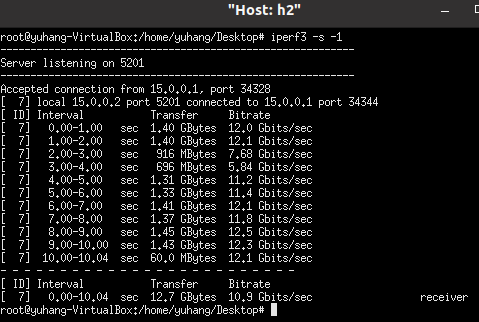 "Host: h2"
root@yuhang-VirtualBox:/home/yuhang/Desktop# iperf3 -s -1
-----------------------------------------------------------
Server listening on 5201
-----------------------------------------------------------
Accepted connection from 15.0.0.1, port 34328
[  7] local 15.0.0.2 port 5201 connected to 15.0.0.1 port 34344
[ ID] Interval           Transfer     Bitrate
[  7]   0.00-1.00   sec  1.40 GBytes  12.0 Gbits/sec
[  7]   1.00-2.00   sec  1.40 GBytes  12.1 Gbits/sec
[  7]   2.00-3.00   sec   916 MBytes  7.68 Gbits/sec
[  7]   3.00-4.00   sec   696 MBytes  5.84 Gbits/sec
[  7]   4.00-5.00   sec  1.31 GBytes  11.2 Gbits/sec
[  7]   5.00-6.00   sec  1.33 GBytes  11.4 Gbits/sec
[  7]   6.00-7.00   sec  1.41 GBytes  12.1 Gbits/sec
[  7]   7.00-8.00   sec  1.37 GBytes  11.8 Gbits/sec
[  7]   8.00-9.00   sec  1.45 GBytes  12.5 Gbits/sec
[  7]   9.00-10.00  sec  1.43 GBytes  12.3 Gbits/sec
[  7]  10.00-10.04  sec  60.0 MBytes  12.1 Gbits/sec
- - - - - - - - - - - - - - - - - - - - - - - - -
[ ID] Interval           Transfer     Bitrate
[  7]   0.00-10.04  sec  12.7 GBytes  10.9 Gbits/sec                  receiver
root@yuhang-VirtualBox:/home/yuhang/Desktop#